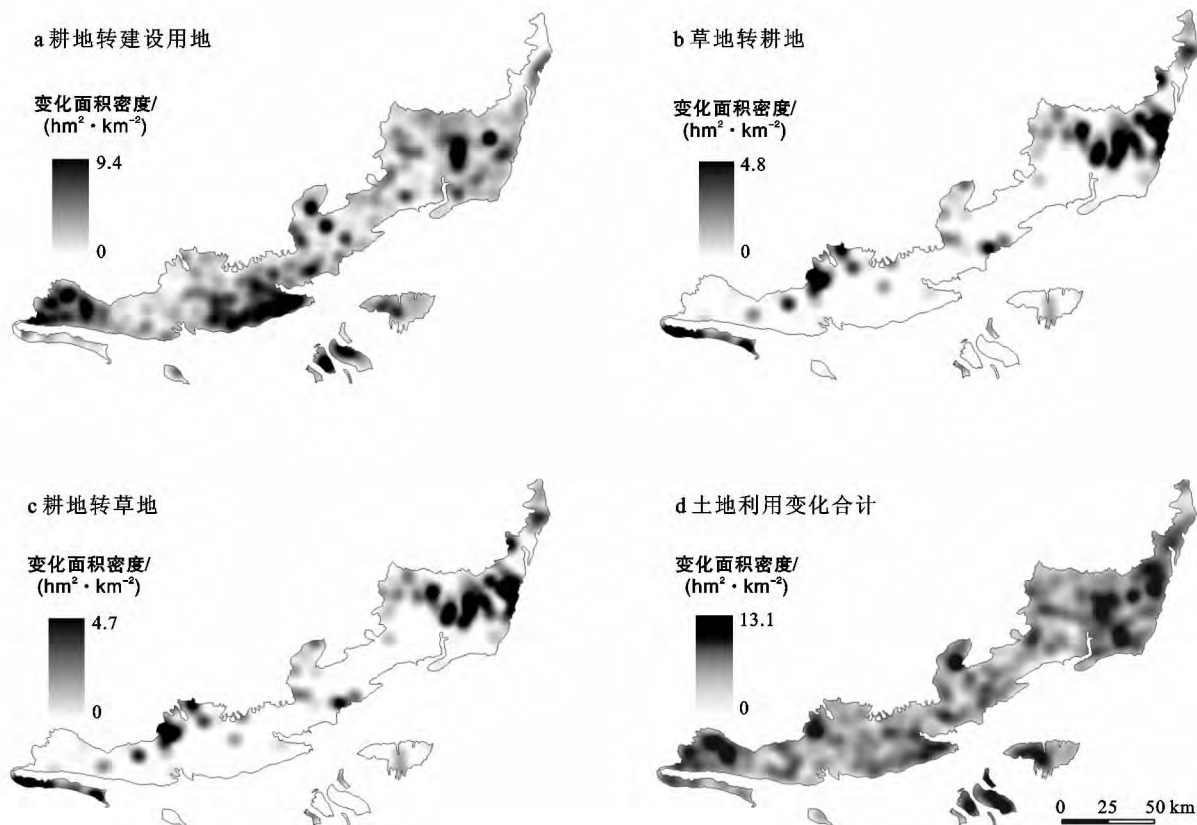 a 耕地转建设用地
变化面积密度/
(hm²·km⁻²)
9.4
0
b 草地转耕地
变化面积密度/
(hm²·km⁻²)
4.8
0
c 耕地转草地
变化面积密度/
(hm²·km⁻²)
4.7
0
d 土地利用变化合计
变化面积密度/
(hm²·km⁻²)
13.1
0
0 25 50 km